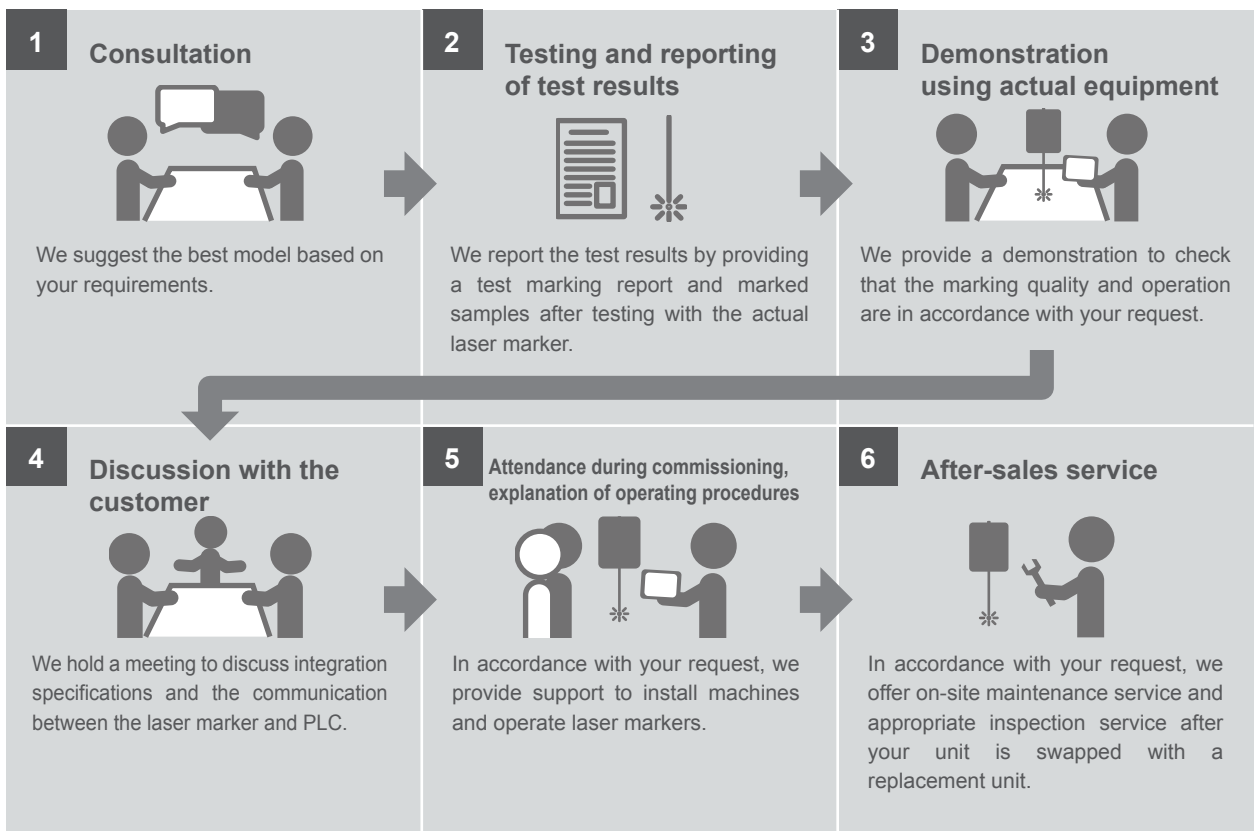 1
Consultation
We suggest the best model based on
your requirements.
2
Testing and reporting
of test results
We report the test results by providing
a test marking report and marked
samples after testing with the actual
laser marker.
3
Demonstration
using actual equipment
We provide a demonstration to check
that the marking quality and operation
are in accordance with your request.
4
Discussion with the
customer
We hold a meeting to discuss integration
specifications and the communication
between the laser marker and PLC.
5
Attendance during commissioning,
explanation of operating procedures
In accordance with your request, we
provide support to install machines
and operate laser markers.
6
After-sales service
In accordance with your request, we
offer on-site maintenance service and
appropriate inspection service after
your unit is swapped with a
replacement unit.